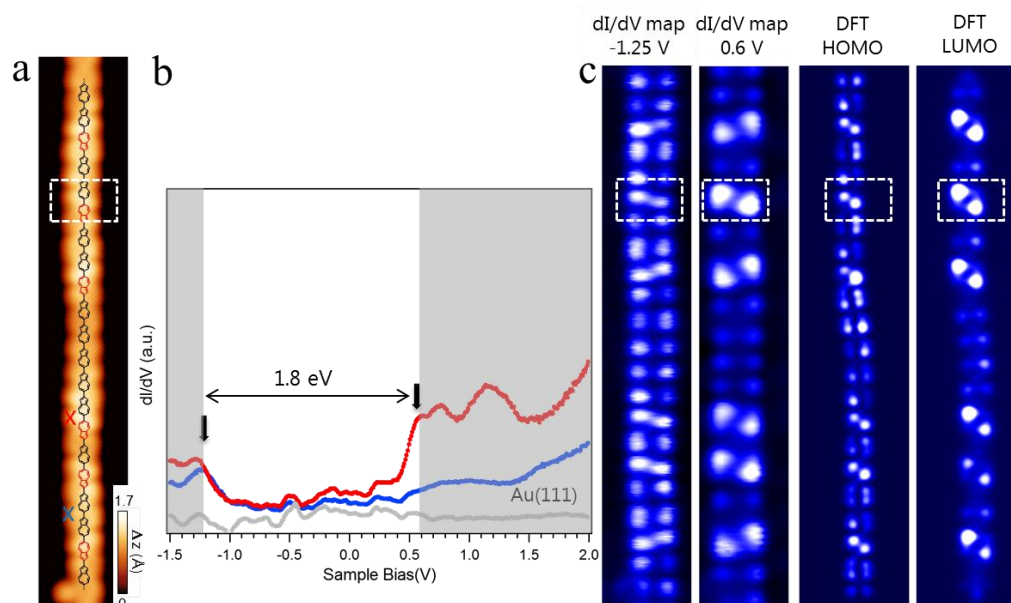 a
b
c
dI/dV map
-1.25 V
dI/dV map
0.6 V
DFT
HOMO
DFT
LUMO
X
X
1.7
Δ z (Å)
0
dI/dV (a.u.)
1.8 eV
Au(111)
-1.5 -1.0 -0.5 0.0 0.5 1.0 1.5 2.0
Sample Bias(V)